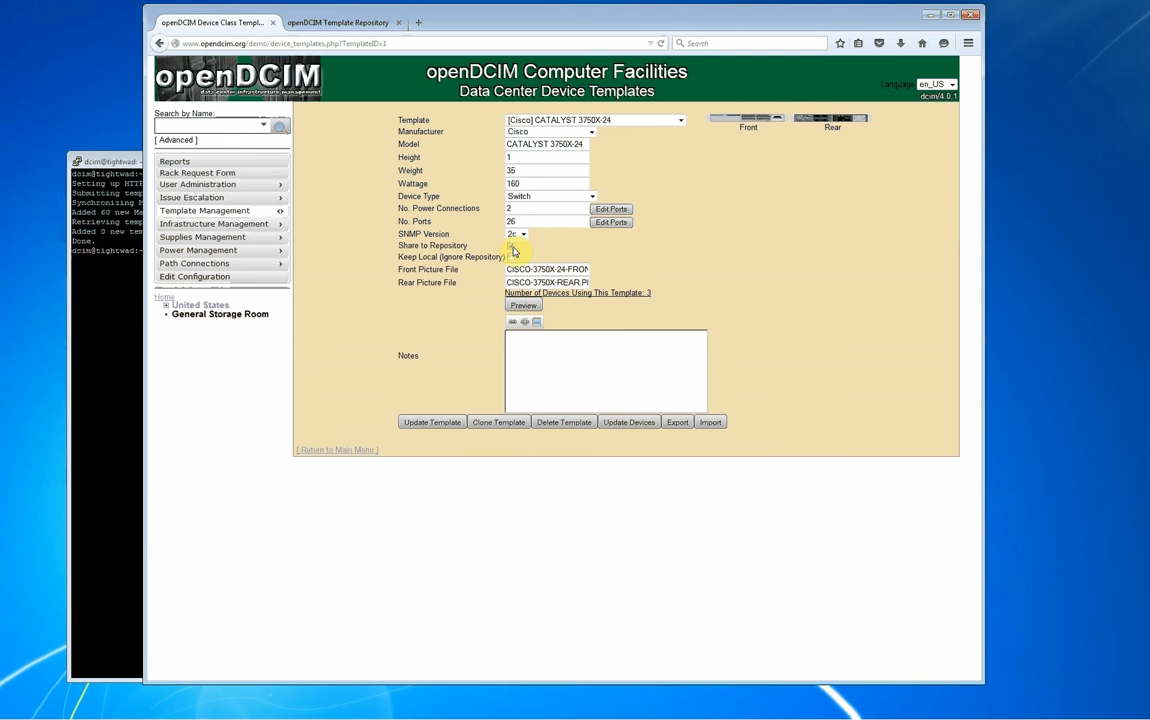 openDCIM Device Class Templ...
openDCIM Template Repository
www.opendcim.org/demo/device_templates.php?TemplateID=1
Search
openDCIM
data center infrastructure management
openDCIM Computer Facilities
Data Center Device Templates
Language en_US
dcim/4.0.1
Search by Name:
[ Advanced ]
Reports
Rack Request Form
User Administration
Issue Escalation
Template Management
Infrastructure Management
Supplies Management
Power Management
Path Connections
Edit Configuration
Home
United States
General Storage Room
dcim@tightwad: ~
dcim@tightwad:~
Setting up HTTP
Submitting temp
Synchronizing M
Added 60 new Ma
Retrieving temp
Added 0 new tem
Done.
dcim@tightwad:~
Template [Cisco] CATALYST 3750X-24
Manufacturer Cisco
Model CATALYST 3750X-24
Height 1
Weight 35
Wattage 160
Device Type Switch
No. Power Connections 2 Edit Ports
No. Ports 26 Edit Ports
SNMP Version 2c
Share to Repository
Keep Local (Ignore Repository)
Front Picture File CISCO-3750X-24-FRON
Rear Picture File CISCO-3750X-REAR.PI
Number of Devices Using This Template: 3
Preview
Notes
Update Template Clone Template Delete Template Update Devices Export Import
[ Return to Main Menu ]
Front
Rear